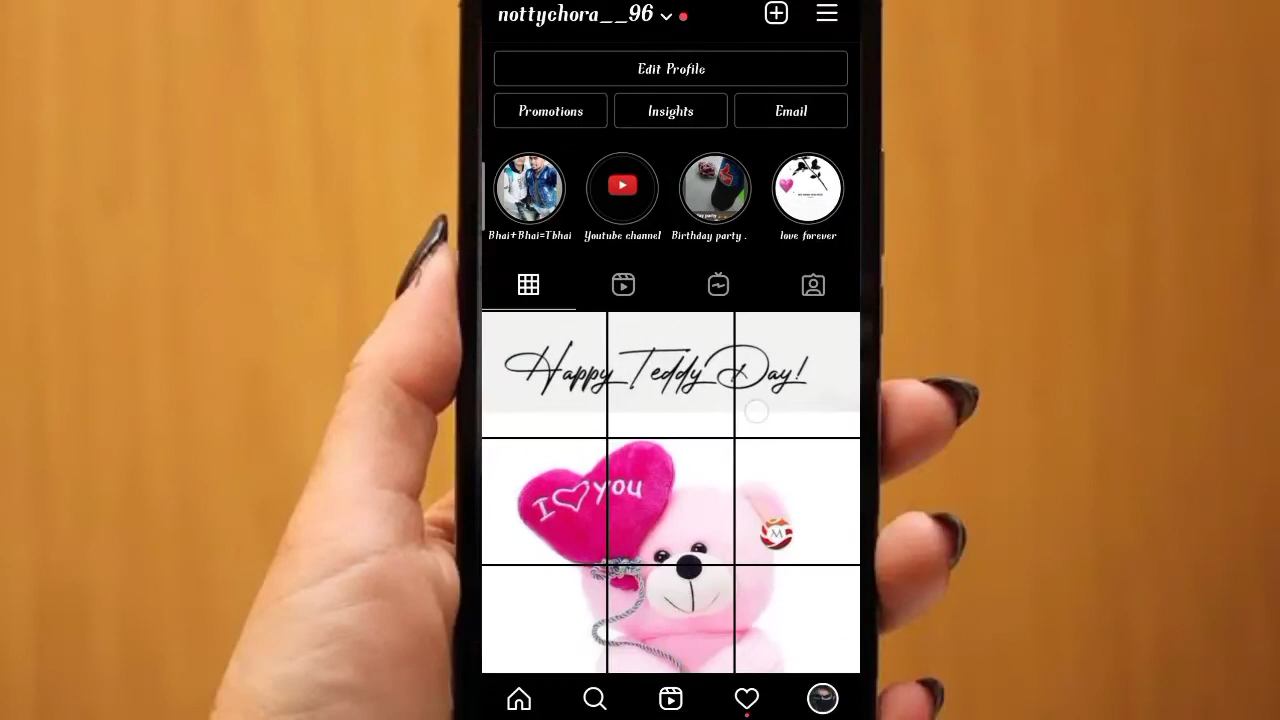 nottychora__96
Edit Profile
Promotions
Insights
Email
Bhai+Bhai=Tbhai
Youtube channel
Birthday party .
love forever
Happy Teddy Day!
I you
M